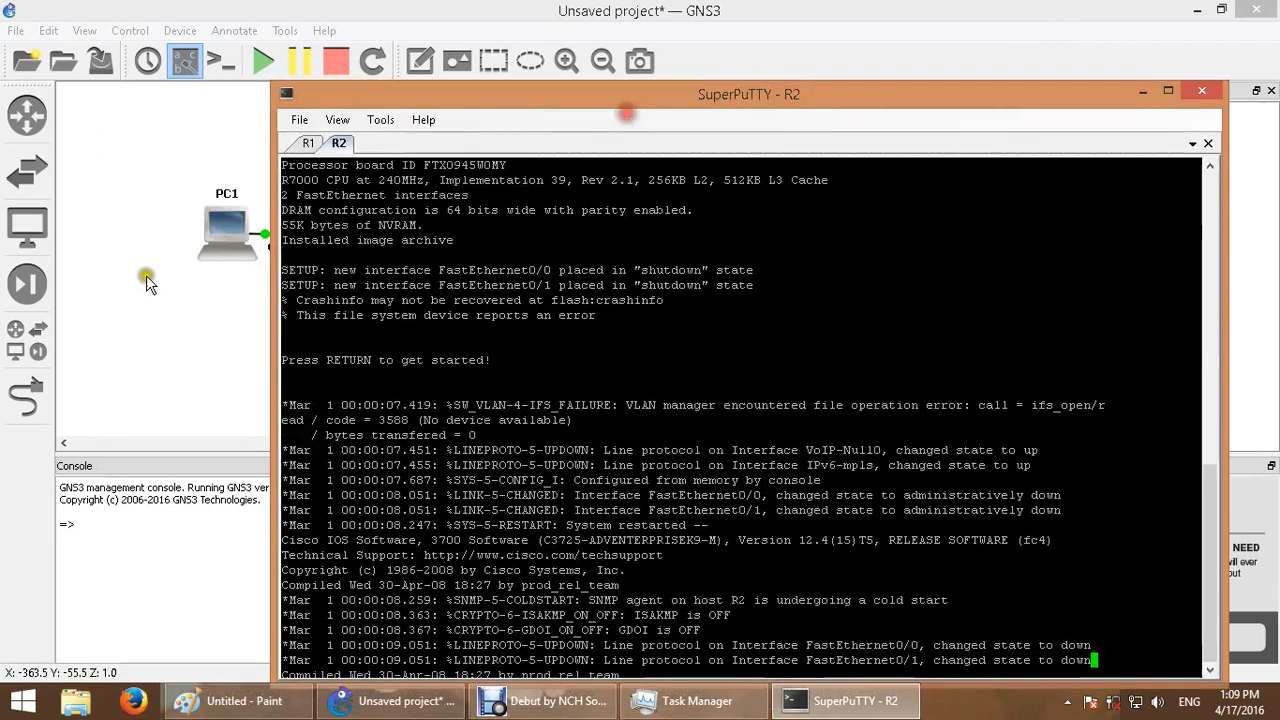 Unsaved project* — GNS3
File Edit View Control Device Annotate Tools Help
PC1
SuperPuTTY - R2
File View Tools Help
R1 R2
Processor board ID FTX0945W0MY
R7000 CPU at 240MHz, Implementation 39, Rev 2.1, 256KB L2, 512KB L3 Cache
2 FastEthernet interfaces
DRAM configuration is 64 bits wide with parity enabled.
55K bytes of NVRAM.
Installed image archive
SETUP: new interface FastEthernet0/0 placed in "shutdown" state
SETUP: new interface FastEthernet0/1 placed in "shutdown" state
% Crashinfo may not be recovered at flash:crashinfo
% This file system device reports an error
Press RETURN to get started!
*Mar 1 00:00:07.419: %SW_VLAN-4-IFS_FAILURE: VLAN manager encountered file operation error: call = ifs_open/r
ead / code = 3588 (No device available)
/ bytes transfered = 0
*Mar 1 00:00:07.451: %LINEPROTO-5-UPDOWN: Line protocol on Interface VoIP-Null0, changed state to up
*Mar 1 00:00:07.455: %LINEPROTO-5-UPDOWN: Line protocol on Interface IPv6-mpls, changed state to up
*Mar 1 00:00:07.687: %SYS-5-CONFIG_I: Configured from memory by console
*Mar 1 00:00:08.051: %LINK-5-CHANGED: Interface FastEthernet0/0, changed state to administratively down
*Mar 1 00:00:08.051: %LINK-5-CHANGED: Interface FastEthernet0/1, changed state to administratively down
*Mar 1 00:00:08.247: %SYS-5-RESTART: System restarted --
Cisco IOS Software, 3700 Software (C3725-ADVENTERPRISEK9-M), Version 12.4(15)T5, RELEASE SOFTWARE (fc4)
Technical Support: http://www.cisco.com/techsupport
Copyright (c) 1986-2008 by Cisco Systems, Inc.
Compiled Wed 30-Apr-08 18:27 by prod_rel_team
*Mar 1 00:00:08.259: %SNMP-5-COLDSTART: SNMP agent on host R2 is undergoing a cold start
*Mar 1 00:00:08.363: %CRYPTO-6-ISAKMP_ON_OFF: ISAKMP is OFF
*Mar 1 00:00:08.367: %CRYPTO-6-GDOI_ON_OFF: GDOI is OFF
*Mar 1 00:00:09.051: %LINEPROTO-5-UPDOWN: Line protocol on Interface FastEthernet0/0, changed state to down
*Mar 1 00:00:09.051: %LINEPROTO-5-UPDOWN: Line protocol on Interface FastEthernet0/1, changed state to down
Compiled Wed 30-Apr-08 18:27 by prod_rel_team
Console
GNS3 management console. Running GNS3 ver
Copyright (c) 2006-2016 GNS3 Technologies.
=>
NEED
will ever
out
X: -363.5, Y: -55.5 Z: 1.0
Untitled - Paint
Unsaved project* ...
Debut by NCH So...
Task Manager
SuperPuTTY - R2
ENG
1:09 PM
4/17/2016